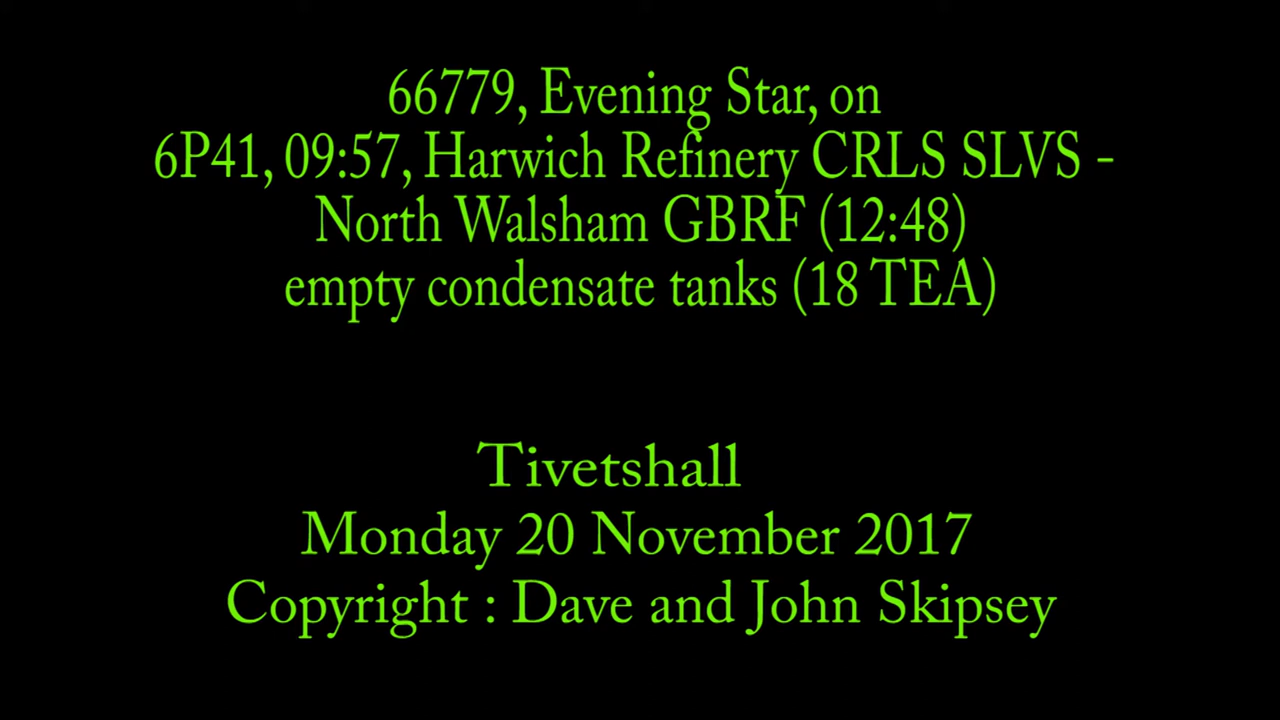 66779, Evening Star, on
6P41, 09:57, Harwich Refinery CRLS SLVS -
North Walsham GBRF (12:48)
empty condensate tanks (18 TEA)
Tivetshall
Monday 20 November 2017
Copyright : Dave and John Skipsey